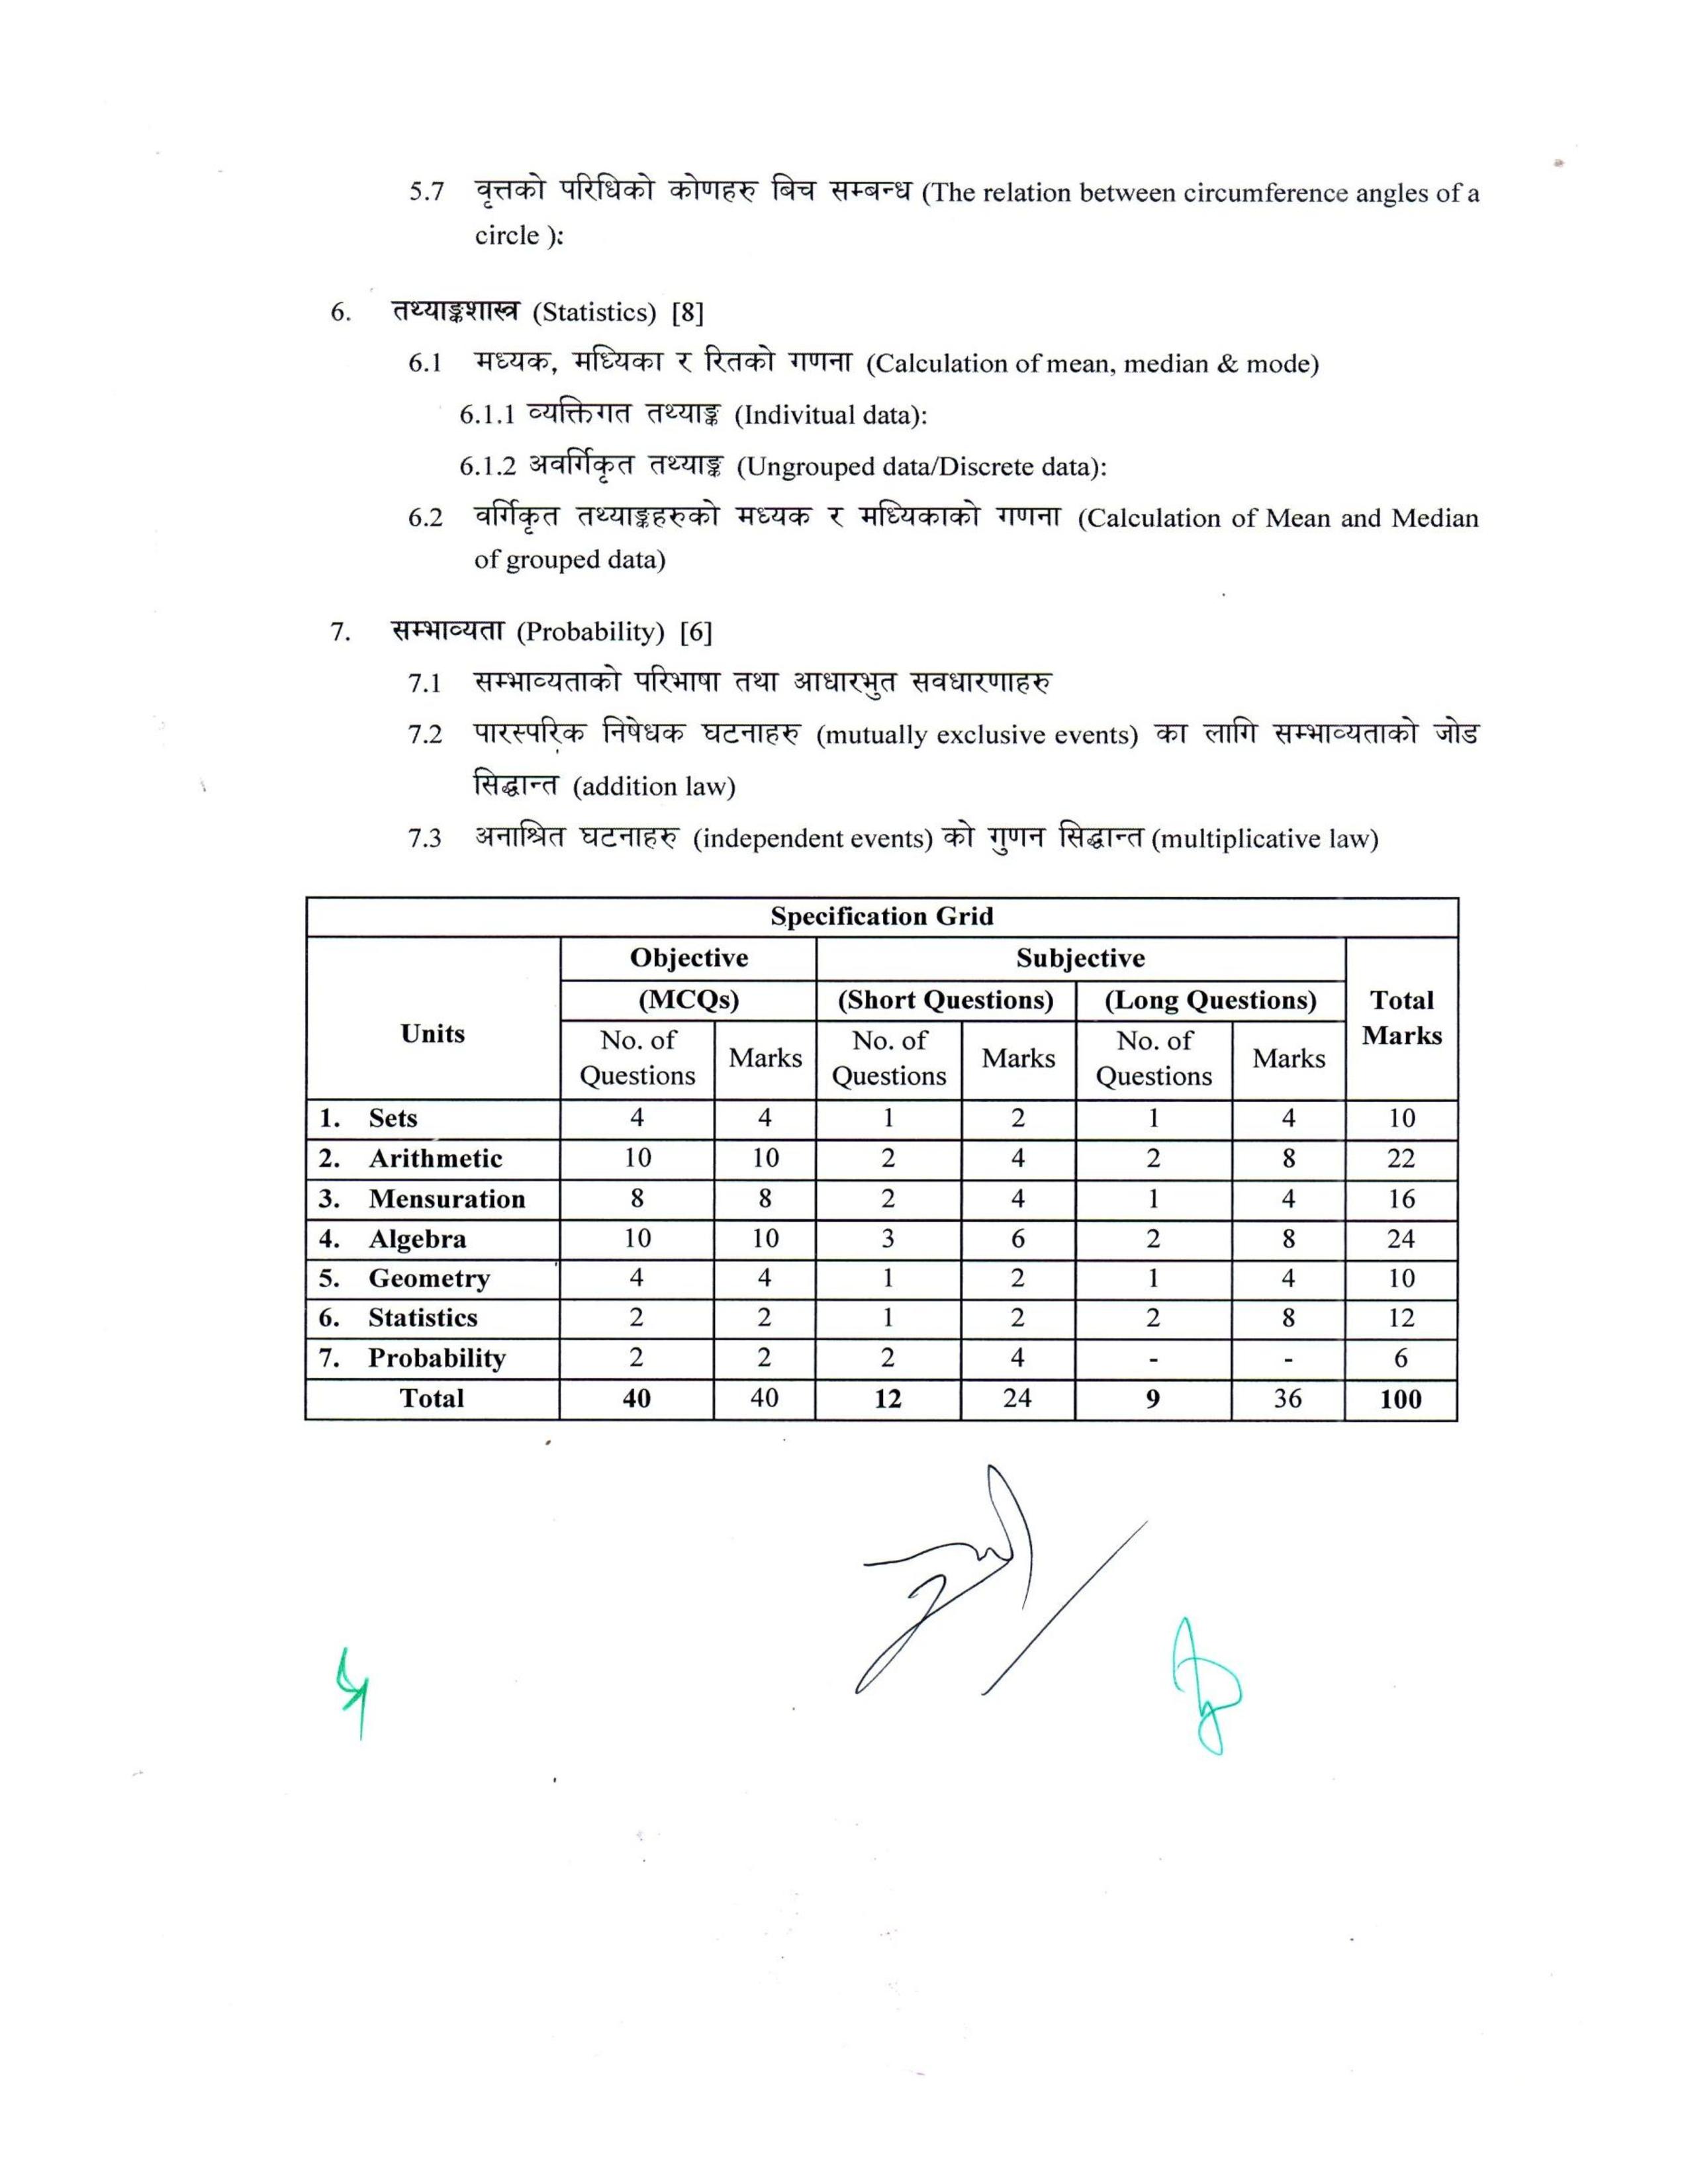 5.7 वृत्तको परिधिको कोणहरु बिच सम्बन्ध (The relation between circumference angles of a
circle ):
6. तथ्याङ्कशास्त्र (Statistics) [8]
6.1 मध्यक, मध्यिका र रितको गणना (Calculation of mean, median & mode)
6.1.1 व्यक्तिगत तथ्याङ्क (Indivitual data):
6.1.2 अवर्गिकृत तथ्याङ्क (Ungrouped data/Discrete data):
6.2 वर्गिकृत तथ्याङ्कहरुको मध्यक र मध्यिकाको गणना (Calculation of Mean and Median
of grouped data)
7. सम्भाव्यता (Probability) [6]
7.1 सम्भाव्यताको परिभाषा तथा आधारभुत सवधारणाहरु
7.2 पारस्परिक निषेधक घटनाहरु (mutually exclusive events) का लागि सम्भाव्यताको जोड
सिद्धान्त (addition law)
7.3 अनाश्रित घटनाहरु (independent events) को गुणन सिद्धान्त (multiplicative law)
Specification Grid
Units Objective Subjective Total Marks
(MCQs) (Short Questions) (Long Questions)
No. of Questions Marks No. of Questions Marks No. of Questions Marks
1. Sets 4 4 1 2 1 4 10
2. Arithmetic 10 10 2 4 2 8 22
3. Mensuration 8 8 2 4 1 4 16
4. Algebra 10 10 3 6 2 8 24
5. Geometry 4 4 1 2 1 4 10
6. Statistics 2 2 1 2 2 8 12
7. Probability 2 2 2 4 - - 6
Total 40 40 12 24 9 36 100